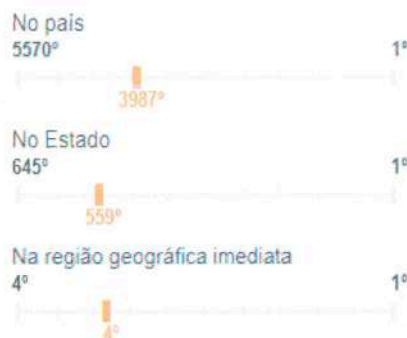 No país
5570º 1º
3987º
No Estado
645º 1º
559º
Na região geográfica imediata
4º 1º
4º